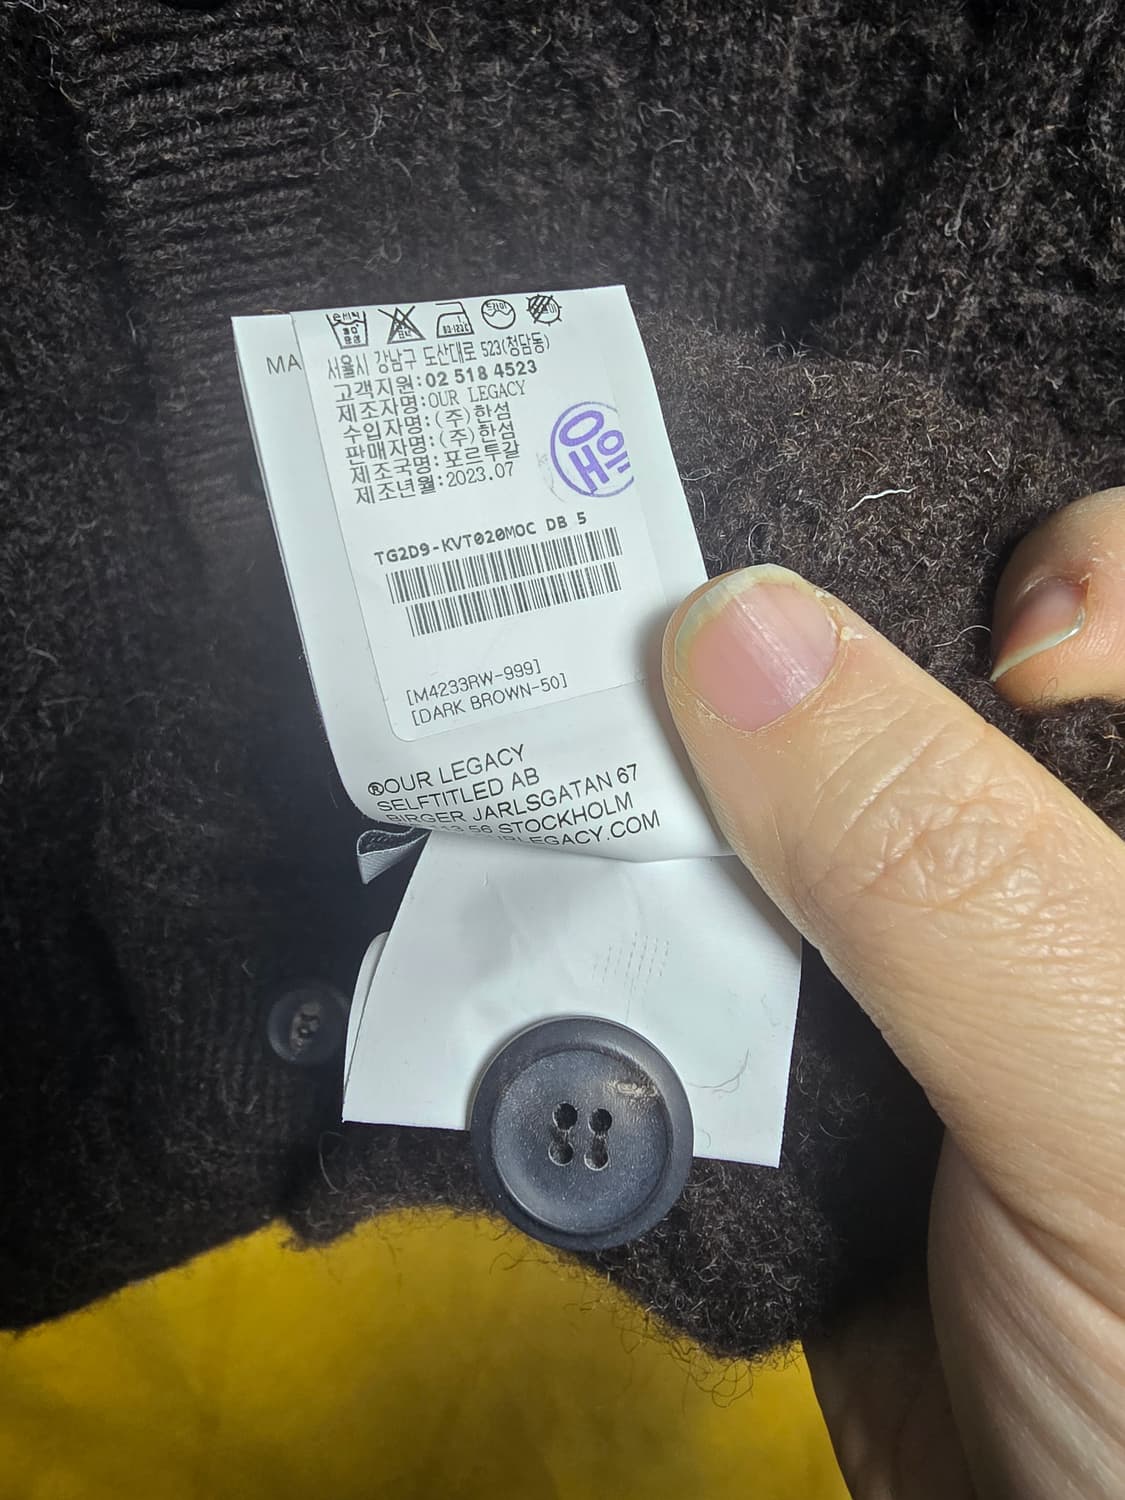 MA
서울시 강남구 도산대로 523(청담동)
고객지원:02 518 4523
제조자명:OUR LEGACY
수입자명:(주)한섬
판매자명:(주)한섬
제조국명:포르투갈
제조년월:2023.07
TG2D9-KVT020MOC DB 5
[M4233RW-999]
[DARK BROWN-50]
®OUR LEGACY
SELFTITLED AB
BIRGER JARLSGATAN 67
56 STOCKHOLM
RLEGACY.COM